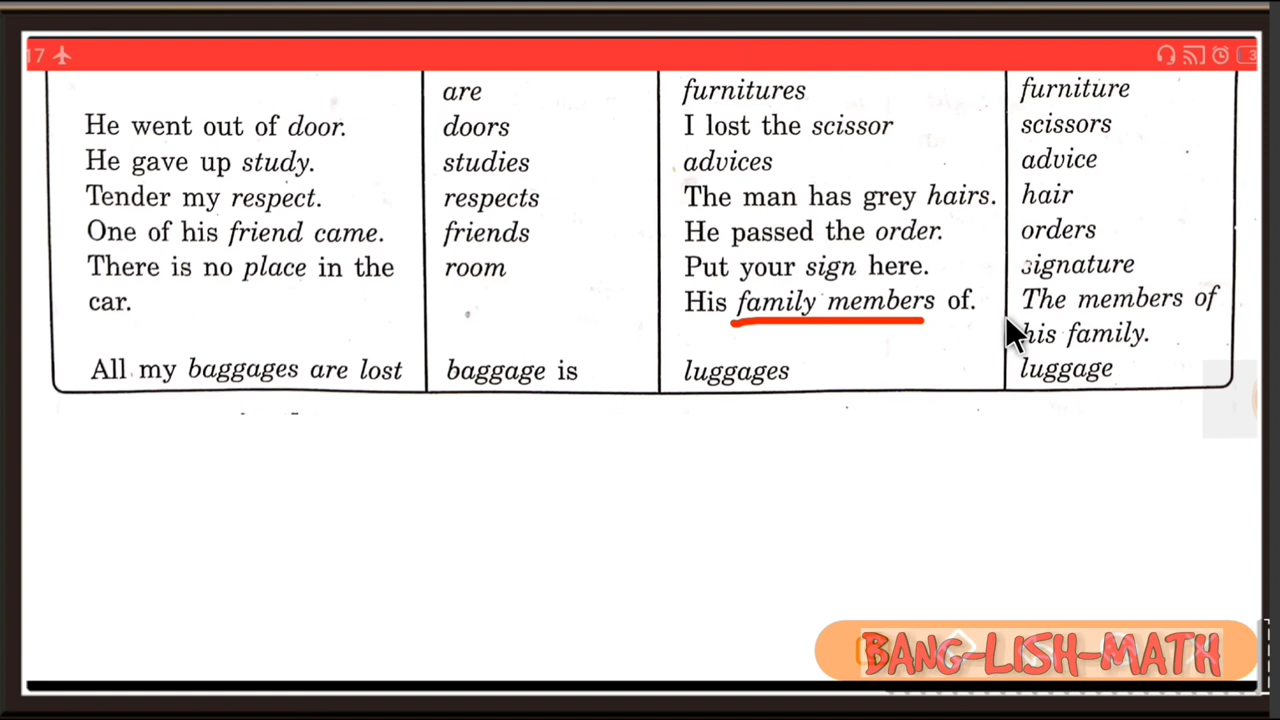 17
3
are furnitures furniture
He went out of door. doors I lost the scissor scissors
He gave up study. studies advices advice
Tender my respect. respects The man has grey hairs. hair
One of his friend came. friends He passed the order. orders
There is no place in the room Put your sign here. signature
car. His family members of. The members of
his family.
All my baggages are lost baggage is luggages luggage
BANG-LISH-MATH